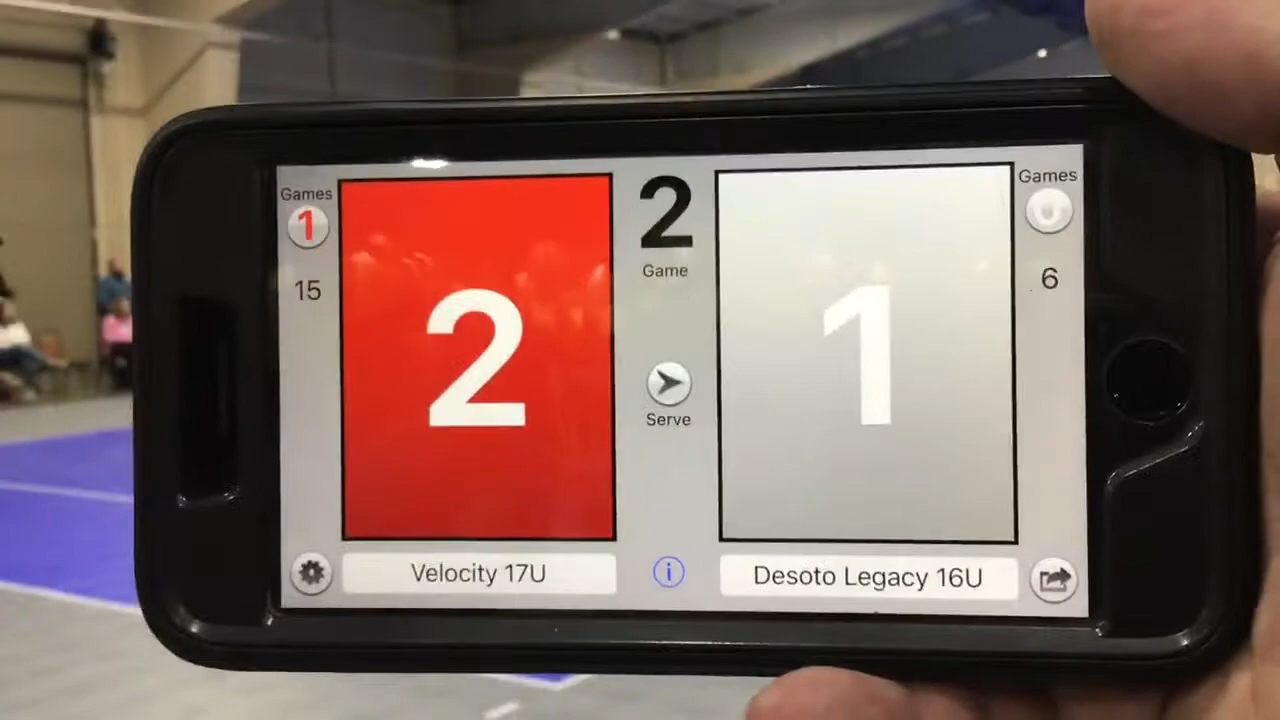 Games
1
15
2
2
Game
Serve
1
Games
0
6
Velocity 17U
i
Desoto Legacy 16U